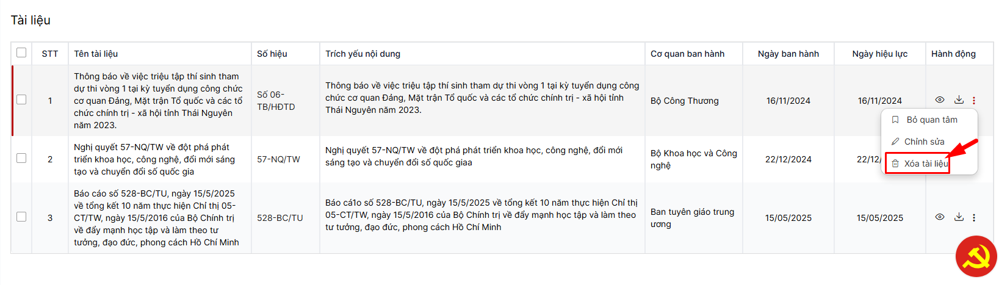 Tài liệu
STT
Tên tài liệu
Số hiệu
Trích yếu nội dung
Cơ quan ban hành
Ngày ban hành
Ngày hiệu lực
Hành động
1
Thông báo về việc triệu tập thí sinh tham
dự thi vòng 1 tại kỳ tuyển dụng công chức
cơ quan Đảng, Mặt trận Tổ quốc và các tổ
chức chính trị - xã hội tỉnh Thái Nguyên
năm 2023.
Số 06-
TB/HĐTD
Thông báo về việc triệu tập thí sinh tham dự thi vòng 1 tại kỳ tuyển dụng công
chức cơ quan Đảng, Mặt trận Tổ quốc và các tổ chức chính trị - xã hội tỉnh
Thái Nguyên năm 2023.
Bộ Công Thương
16/11/2024
16/11/2024
Bỏ quan tâm
Chỉnh sửa
Xóa tài liệu
2
Nghị quyết 57-NQ/TW về đột phá phát
triển khoa học, công nghệ, đổi mới sáng
tạo và chuyển đổi số quốc gia
57-NQ/TW
Nghị quyết 57-NQ/TW về đột phá phát triển khoa học, công nghệ, đổi mới
sáng tạo và chuyển đổi số quốc giaa
Bộ Khoa học và Công
nghệ
22/12/2024
22/12/
3
Báo cáo số 528-BC/TU, ngày 15/5/2025
về tổng kết 10 năm thực hiện Chỉ thị 05-
CT/TW, ngày 15/5/2016 của Bộ Chính trị
về đẩy mạnh học tập và làm theo tư
tưởng, đạo đức, phong cách Hồ Chí Minh
528-BC/TU
Báo cá1o số 528-BC/TU, ngày 15/5/2025 về tổng kết 10 năm thực hiện Chỉ thị
05-CT/TW, ngày 15/5/2016 của Bộ Chính trị về đẩy mạnh học tập và làm theo
tư tưởng, đạo đức, phong cách Hồ Chí Minh
Ban tuyên giáo trung
ương
15/05/2025
15/05/2025